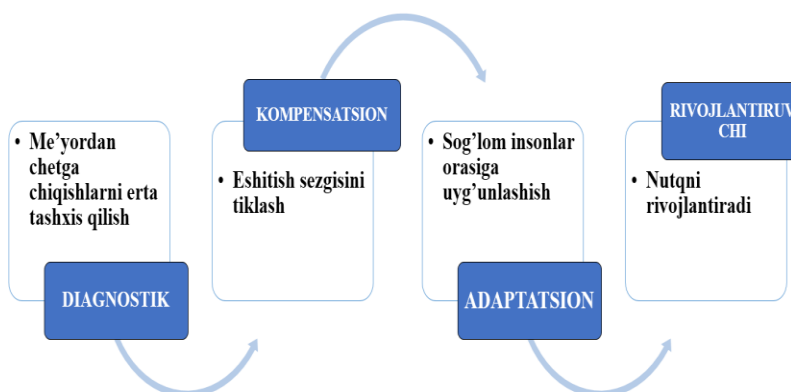 • Me’yordan
chetga
chiqishlarni erta
tashxis qilish
DIAGNOSTIK
KOMPENSATSION
• Eshitish sezgisini
tiklash
• Sog’lom insonlar
orasiga
uyg’unlashish
ADAPTATSION
RIVOJLANTIRUV
CHI
• Nutqni
rivojlantiradi